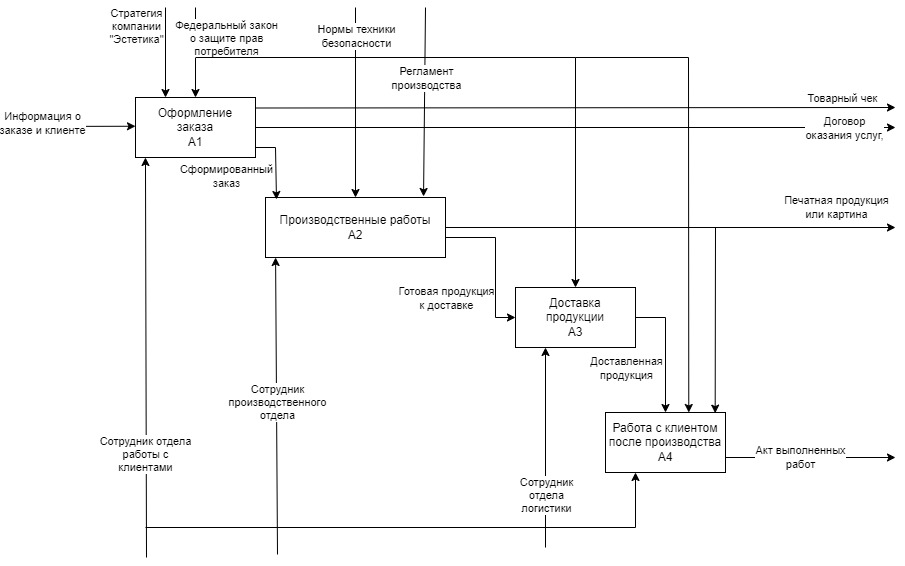 Стратегия
компании
"Эстетика"
Федеральный закон
о защите прав
потребителя
Нормы техники
безопасности
Регламент
производства
Информация о
заказе и клиенте
Оформление
заказа
А1
Товарный чек
Договор
оказания услуг,
Сформированный
заказ
Производственные работы
А2
Печатная продукция
или картина
Готовая продукция
к доставке
Доставка
продукции
А3
Доставленная
продукция
Сотрудник
производственного
отдела
Сотрудник отдела
работы с
клиентами
Работа с клиентом
после производства
А4
Акт выполненных
работ
Сотрудник
отдела
логистики